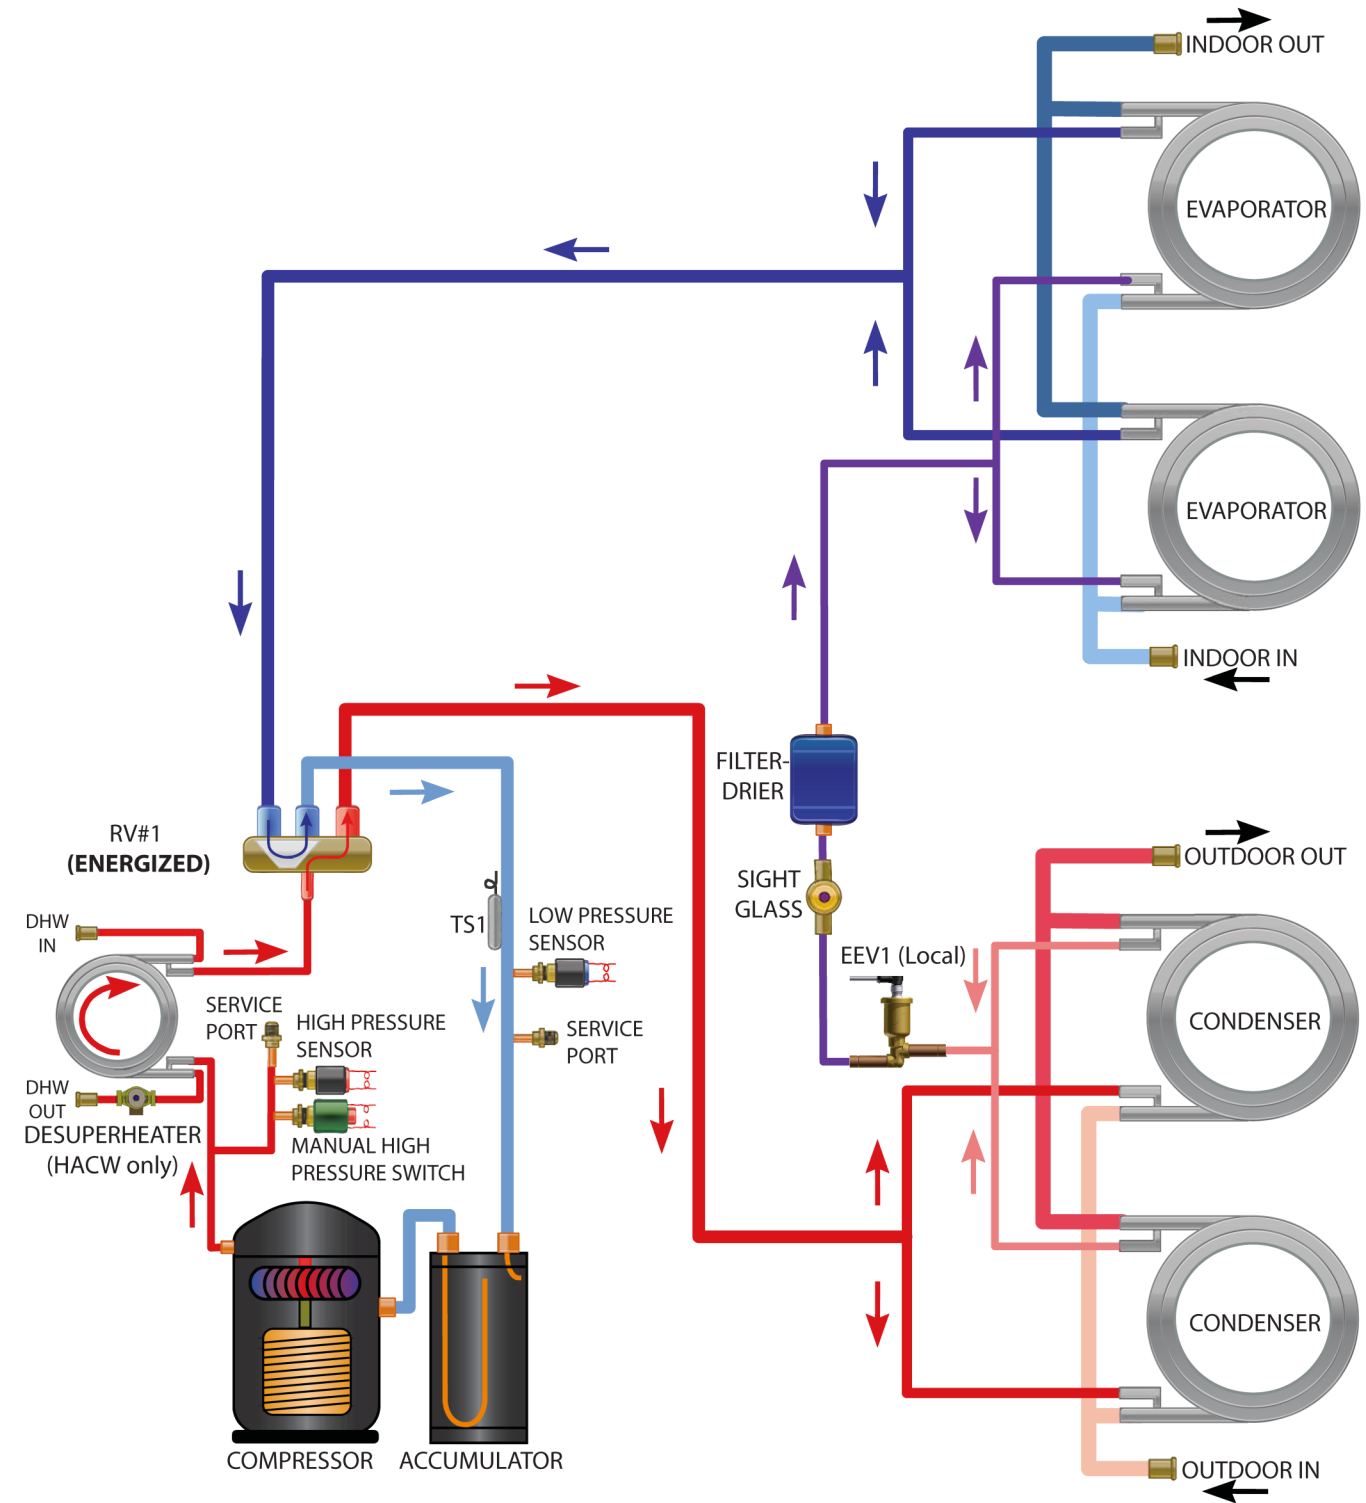 INDOOR OUT
EVAPORATOR
EVAPORATOR
INDOOR IN
FILTER-
DRIER
RV#1
(ENERGIZED)
SIGHT
GLASS
OUTDOOR OUT
DHW
IN
TS1
LOW PRESSURE
SENSOR
EEV1 (Local)
SERVICE
PORT
HIGH PRESSURE
SENSOR
SERVICE
PORT
CONDENSER
DHW
OUT
DESUPERHEATER
(HACW only)
MANUAL HIGH
PRESSURE SWITCH
CONDENSER
COMPRESSOR
ACCUMULATOR
OUTDOOR IN